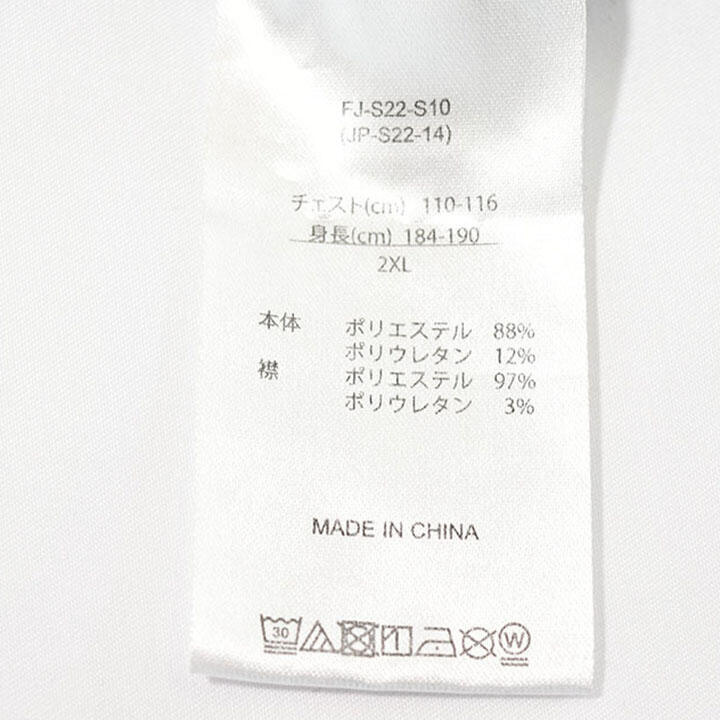 FJ-S22-S10
(JP-S22-14)
チェスト(cm) 110-116
身長(cm) 184-190
2XL
本体 ポリエステル 88%
ポリウレタン 12%
襟 ポリエステル 97%
ポリウレタン 3%
MADE IN CHINA
30 W